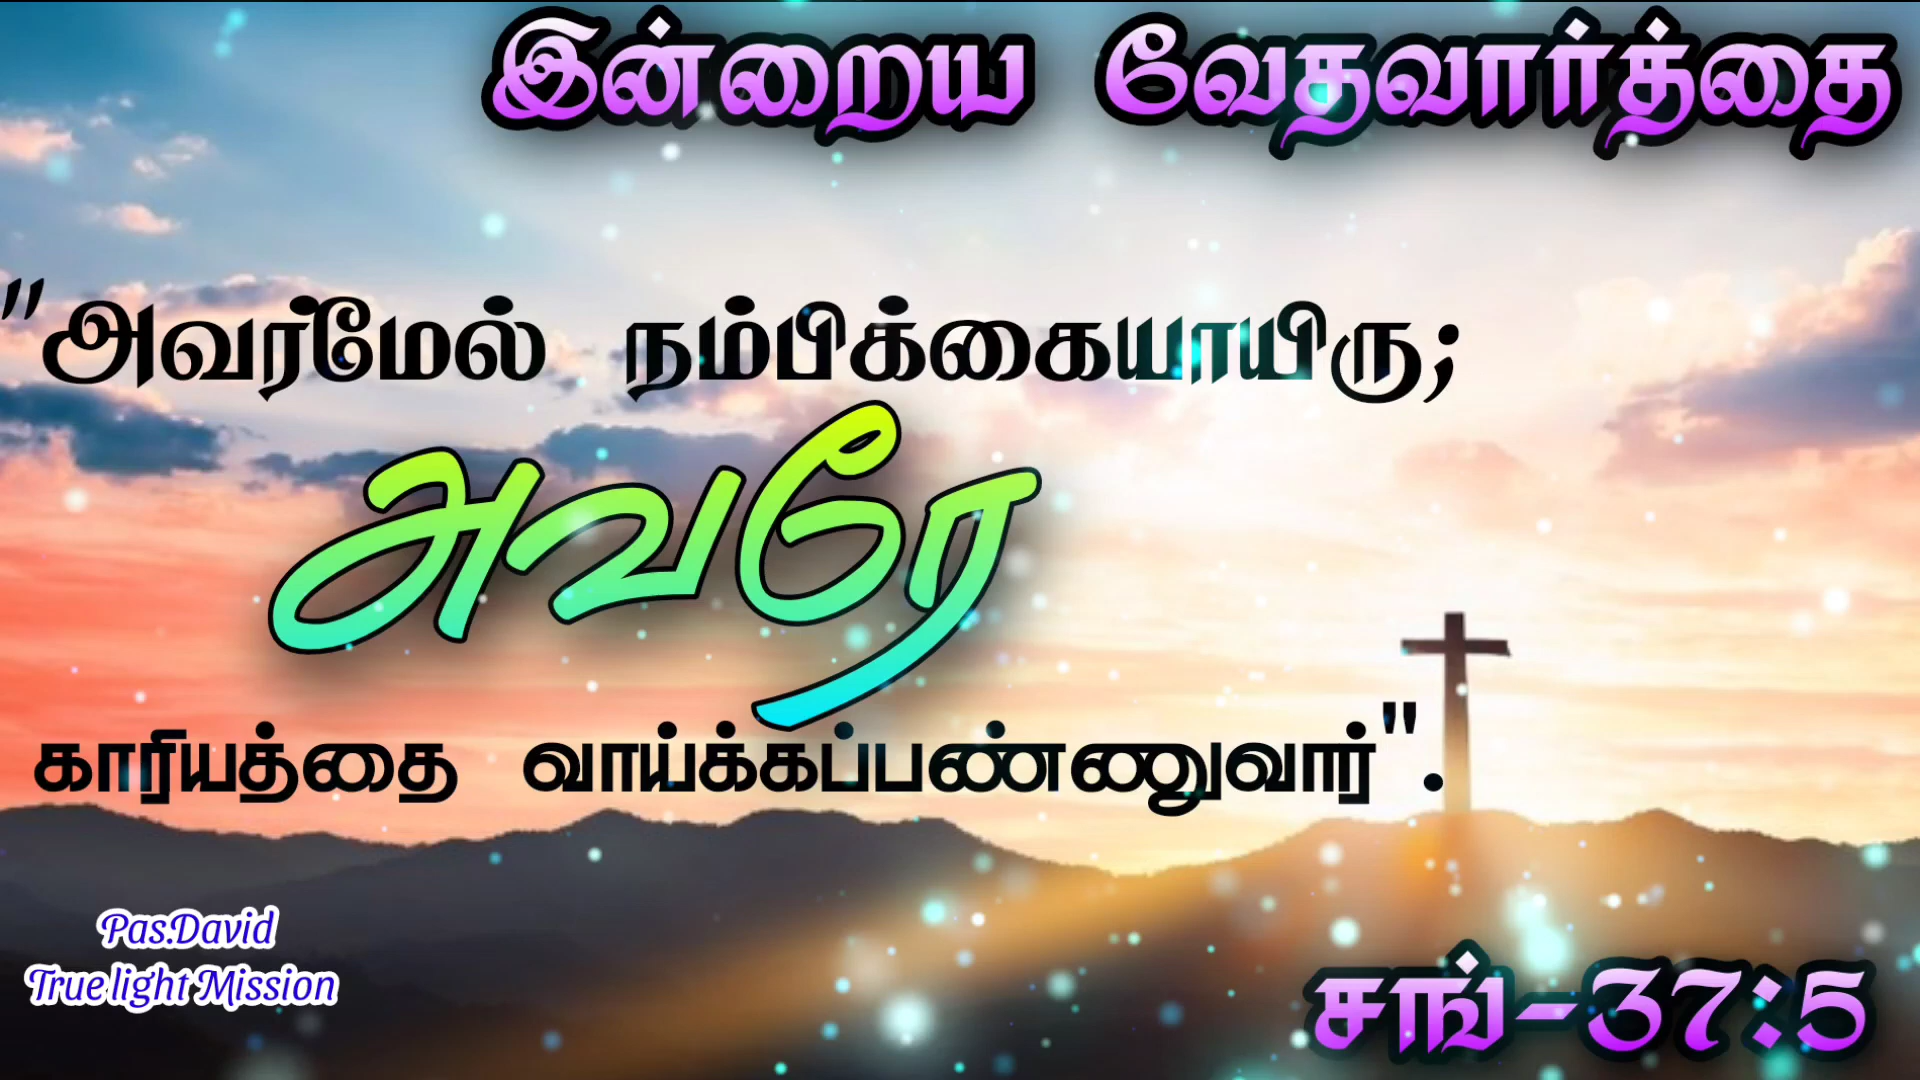 இன்றைய வேதவார்த்தை
"அவர்மேல் நம்பிக்கையாயிரு;
அவரே
காரியத்தை வாய்க்கப்பண்ணுவார்".
Pas.David
True light Mission
சங்-37:5